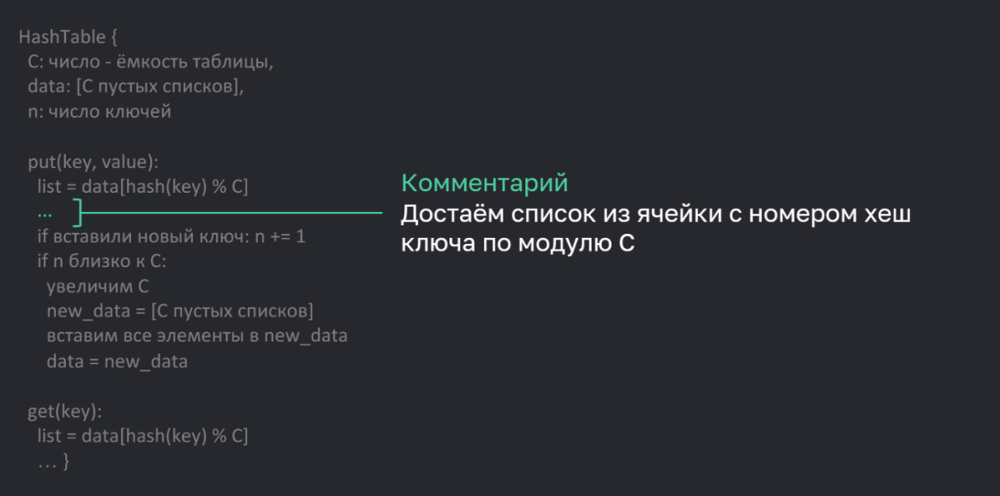 HashTable {
C: число - ёмкость таблицы,
data: [C пустых списков],
n: число ключей
put(key, value):
list = data[hash(key) % C]
...
if вставили новый ключ: n += 1
if n близко к C:
увеличим C
new_data = [C пустых списков]
вставим все элементы в new_data
data = new_data
get(key):
list = data[hash(key) % C]
... }
Комментарий
Достаём список из ячейки с номером хеш
ключа по модулю C